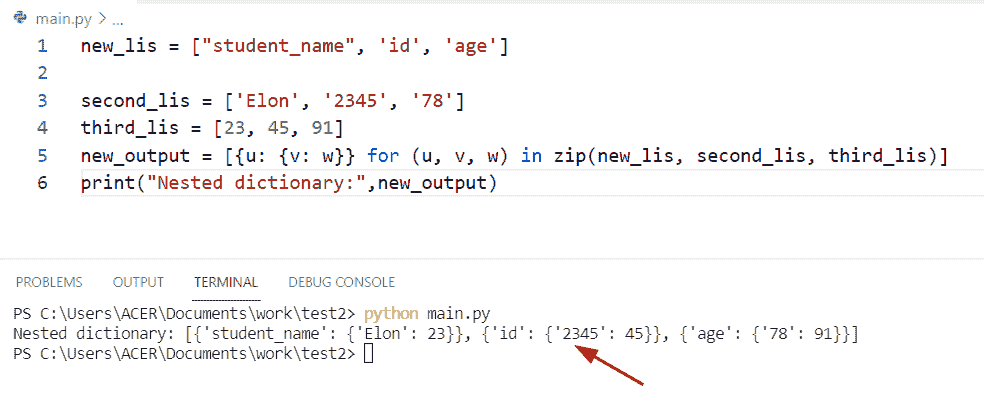 main.py > ...
1 new_lis = ["student_name", 'id', 'age']
2
3 second_lis = ['Elon', '2345', '78']
4 third_lis = [23, 45, 91]
5 new_output = [{u: {v: w}} for (u, v, w) in zip(new_lis, second_lis, third_lis)]
6 print("Nested dictionary:",new_output)
PROBLEMS OUTPUT TERMINAL DEBUG CONSOLE
PS C:\Users\ACER\Documents\work\test2> python main.py
Nested dictionary: [{'student_name': {'Elon': 23}}, {'id': {'2345': 45}}, {'age': {'78': 91}}]
PS C:\Users\ACER\Documents\work\test2>